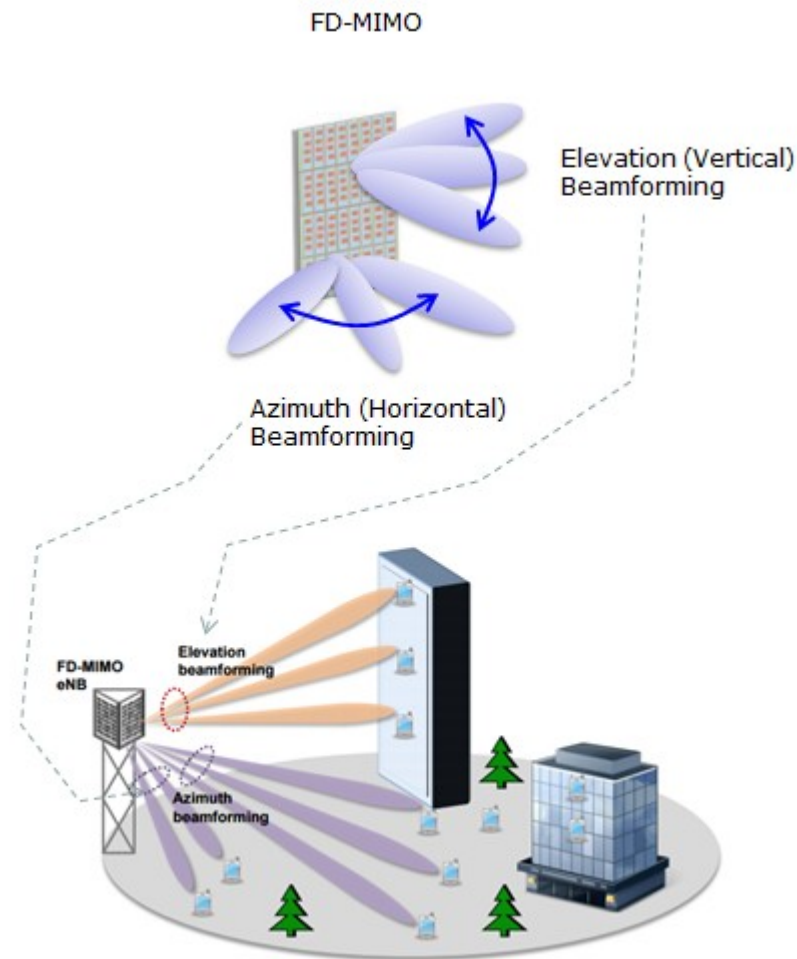 FD-MIMO
Elevation (Vertical)
Beamforming
Azimuth (Horizontal)
Beamforming
Elevation
beamforming
FD-MIMO
eNB
Azimuth
beamforming